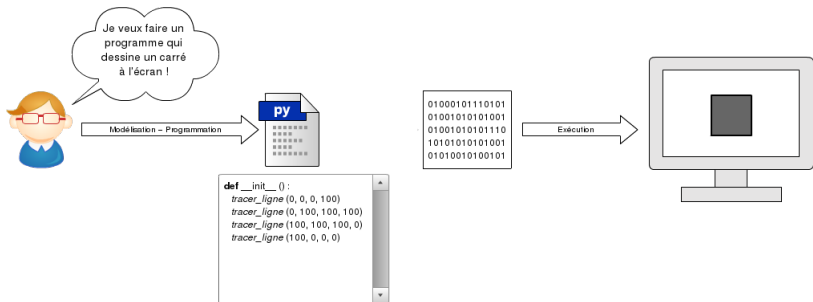 Je veux faire un
programme qui
dessine un carré
à l'écran !
Modélisation – Programmation
py
def __init__ () :
tracer_ligne (0, 0, 0, 100)
tracer_ligne (0, 100, 100, 100)
tracer_ligne (100, 100, 100, 0)
tracer_ligne (100, 0, 0, 0)
01000101110101
01001010101001
01001010101110
10101010101001
01010010100101
Exécution